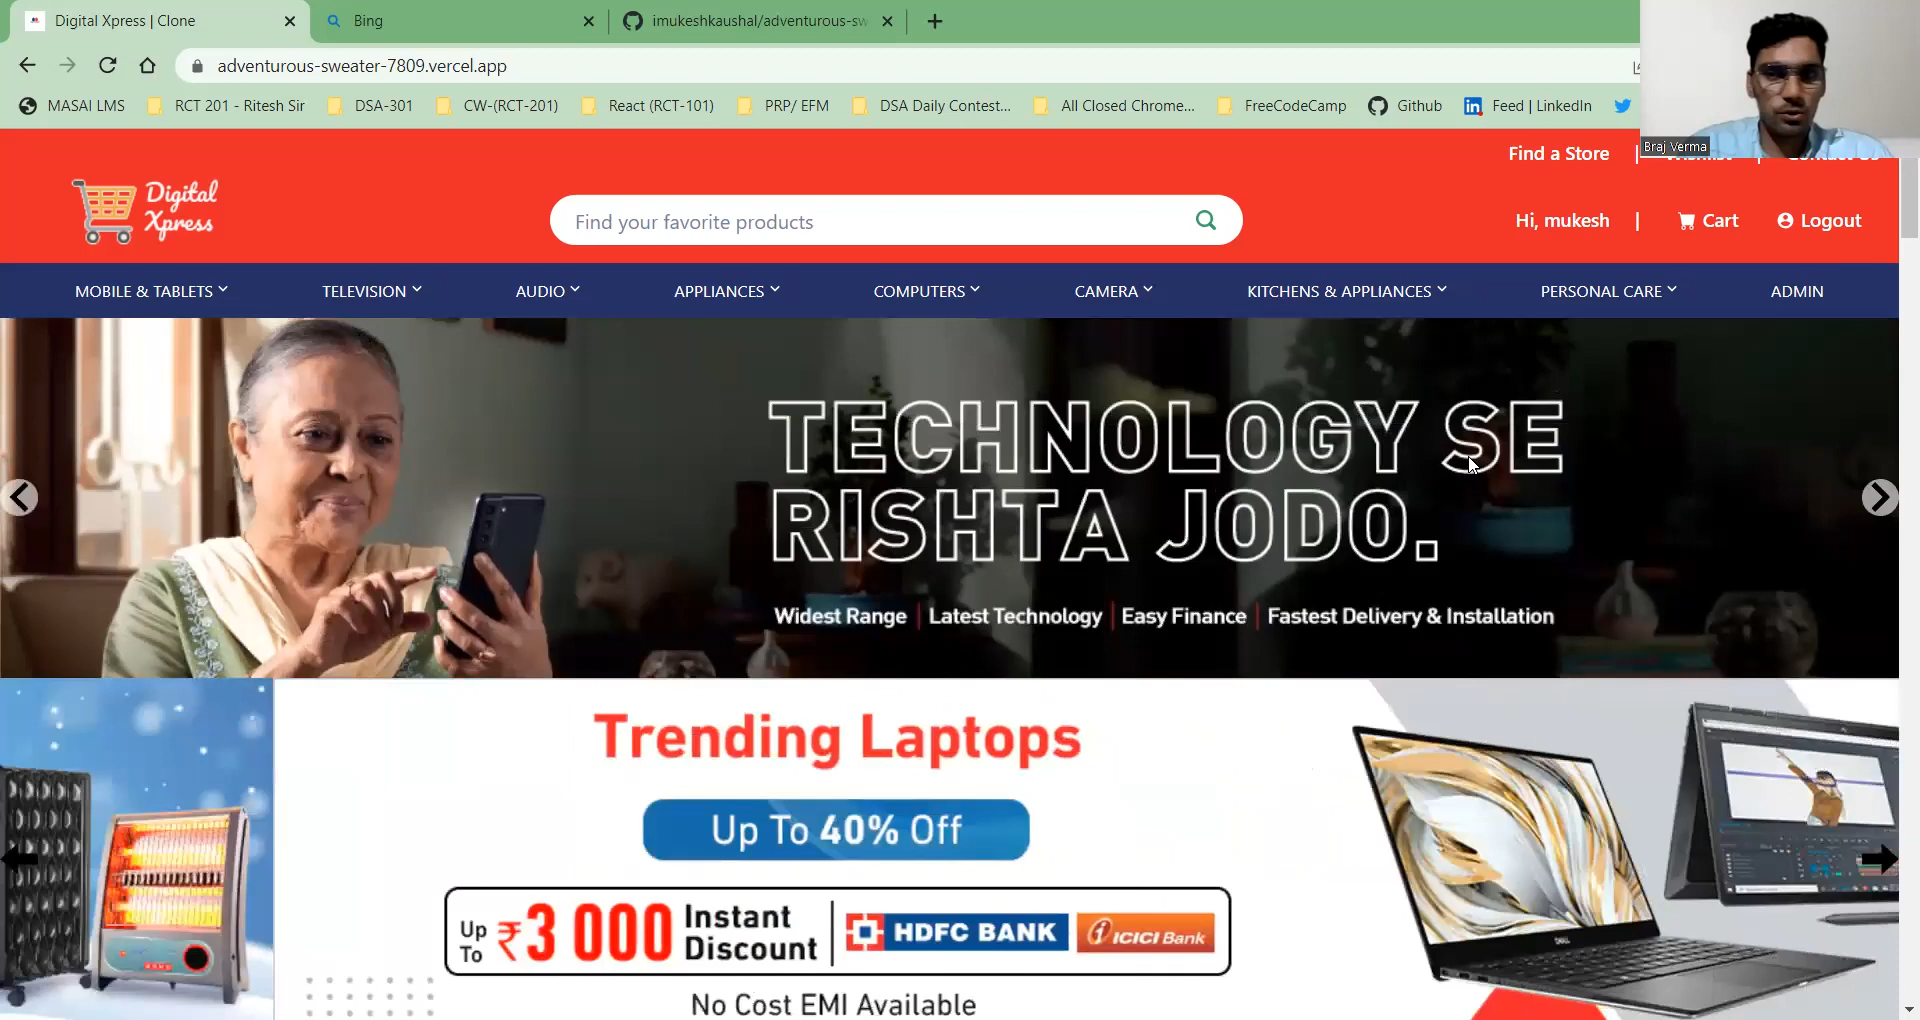 Digital Xpress | Clone
Bing
imukeshkaushal/adventurous-sw
adventurous-sweater-7809.vercel.app
MASAI LMS
RCT 201 - Ritesh Sir
DSA-301
CW-(RCT-201)
React (RCT-101)
PRP/ EFM
DSA Daily Contest...
All Closed Chrome...
FreeCodeCamp
Github
Feed | LinkedIn
Braj Verma
Find a Store |
Digital
Xpress
Find your favorite products
Hi, mukesh |
Cart
Logout
MOBILE & TABLETS
TELEVISION
AUDIO
APPLIANCES
COMPUTERS
CAMERA
KITCHENS & APPLIANCES
PERSONAL CARE
ADMIN
TECHNOLOGY SE
RISHTA JODO.
Widest Range | Latest Technology | Easy Finance | Fastest Delivery & Installation
Trending Laptops
Up To 40% Off
Up To ₹3 000 Instant Discount
HDFC BANK
ICICI Bank
No Cost EMI Available
DELL